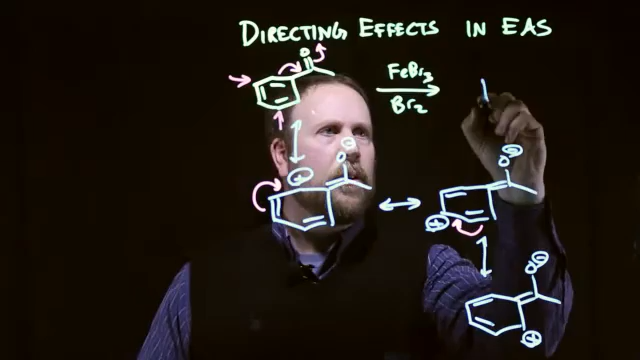 DIRECTING EFFECTS IN EAS
O
FeBr3
Br2
⊖
O
⊕
⊖
O
⊕
⊖
O
⊕